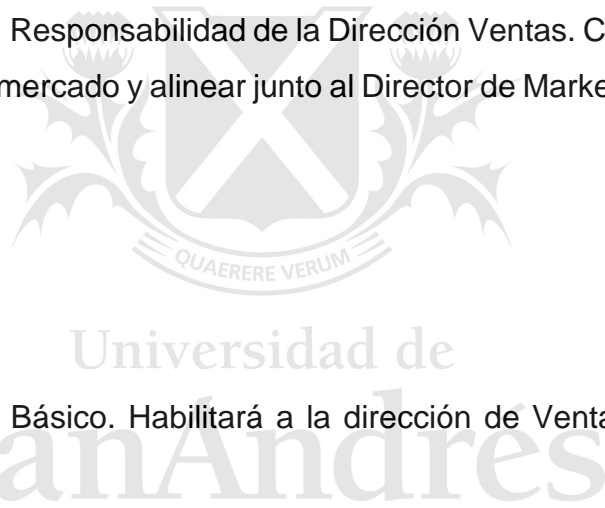 Responsabilidad de la Dirección Ventas. C
mercado y alinear junto al Director de Marke
QUAERERE VERUM
Universidad de
Básico. Habilitará a la dirección de Venta
anAndrés